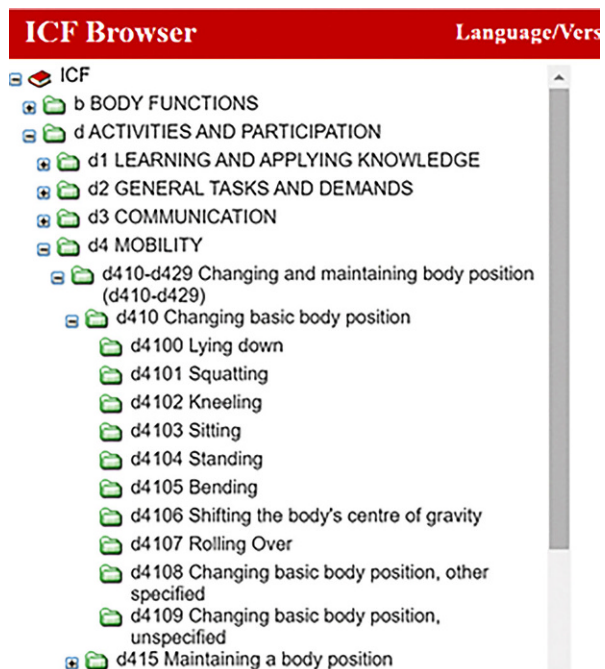 ICF Browser
Language/Vers
ICF
b BODY FUNCTIONS
d ACTIVITIES AND PARTICIPATION
d1 LEARNING AND APPLYING KNOWLEDGE
d2 GENERAL TASKS AND DEMANDS
d3 COMMUNICATION
d4 MOBILITY
d410-d429 Changing and maintaining body position
(d410-d429)
d410 Changing basic body position
d4100 Lying down
d4101 Squatting
d4102 Kneeling
d4103 Sitting
d4104 Standing
d4105 Bending
d4106 Shifting the body's centre of gravity
d4107 Rolling Over
d4108 Changing basic body position, other
specified
d4109 Changing basic body position,
unspecified
d415 Maintaining a body position